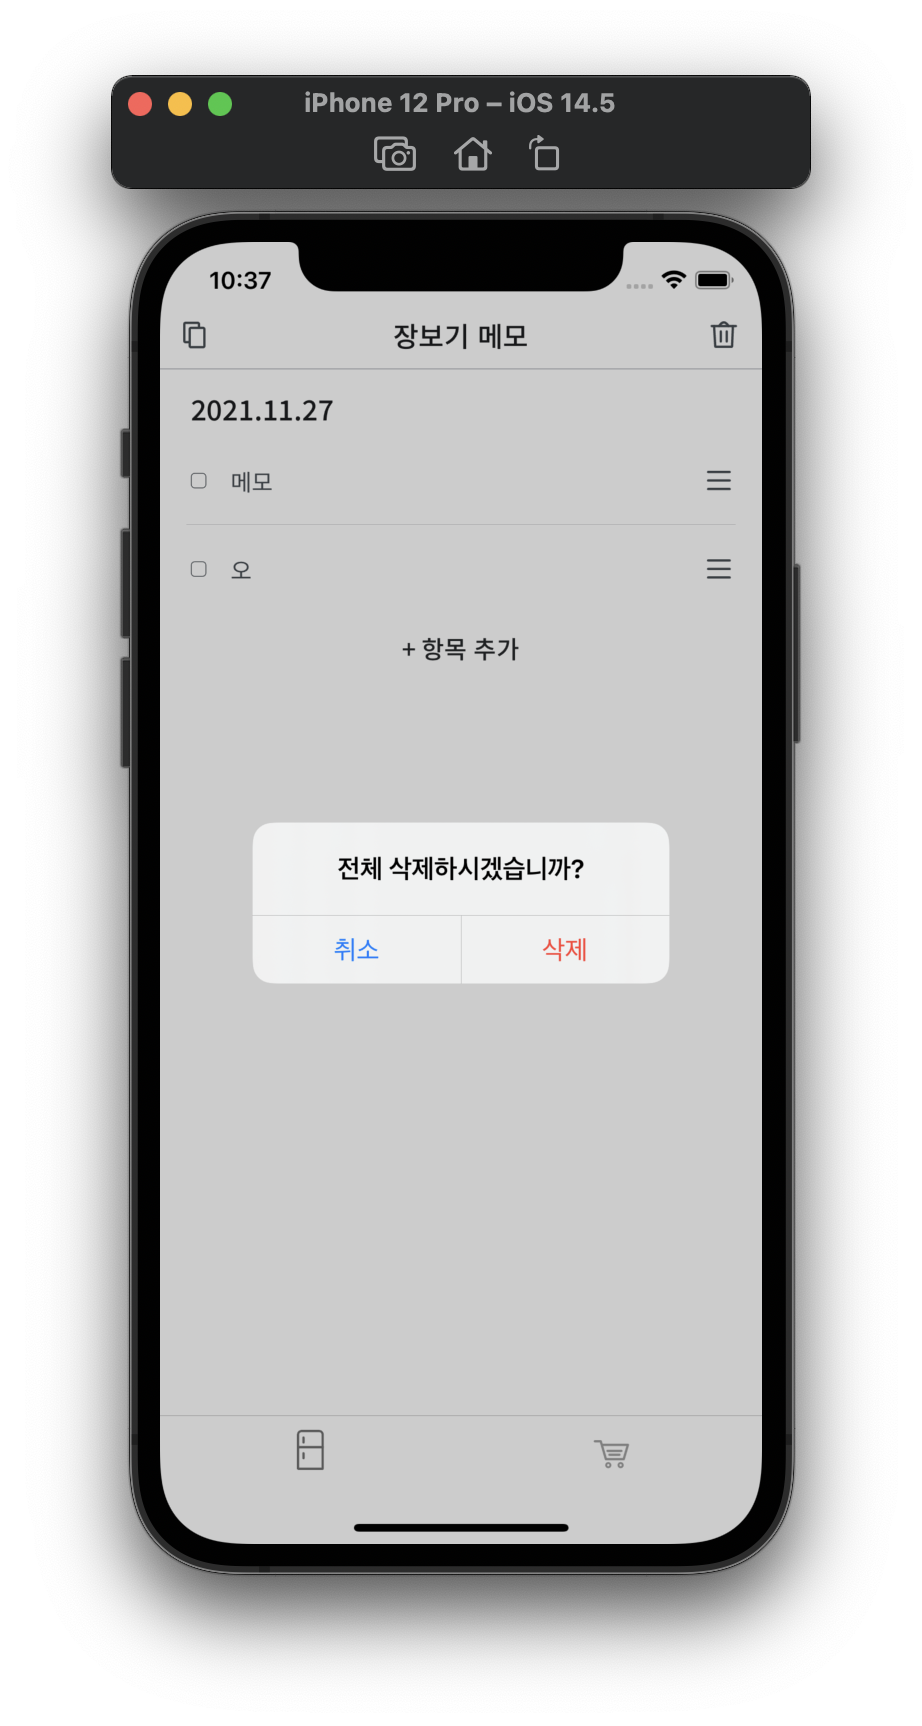 iPhone 12 Pro – iOS 14.5
10:37
장보기 메모
2021.11.27
메모
오
+ 항목 추가
전체 삭제하시겠습니까?
취소 삭제